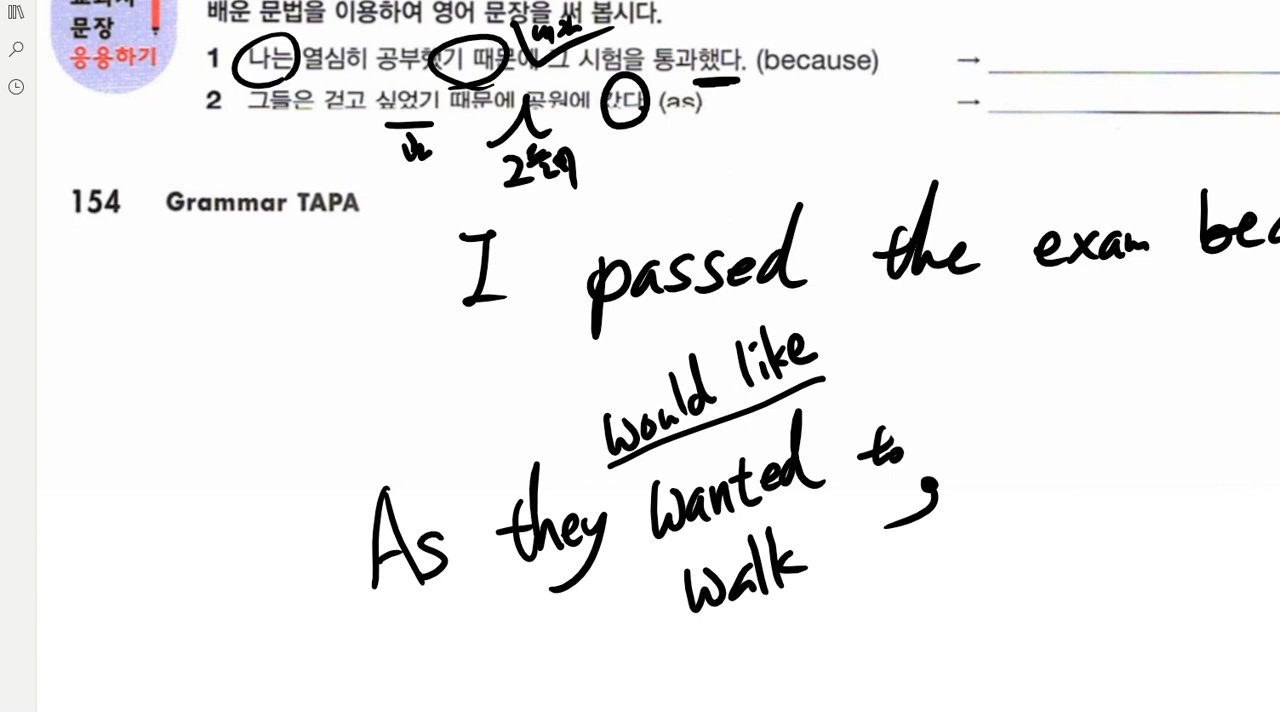 교과서
문장
응용하기
배운 문법을 이용하여 영어 문장을 써 봅시다.
1 나는 열심히 공부했기 때문에 그 시험을 통과했다. (because) →
2 그들은 걷고 싶었기 때문에 공원에 갔다. (as) →
154 Grammar TAPA
I passed the exam bec
would like
As they wanted to,
walk